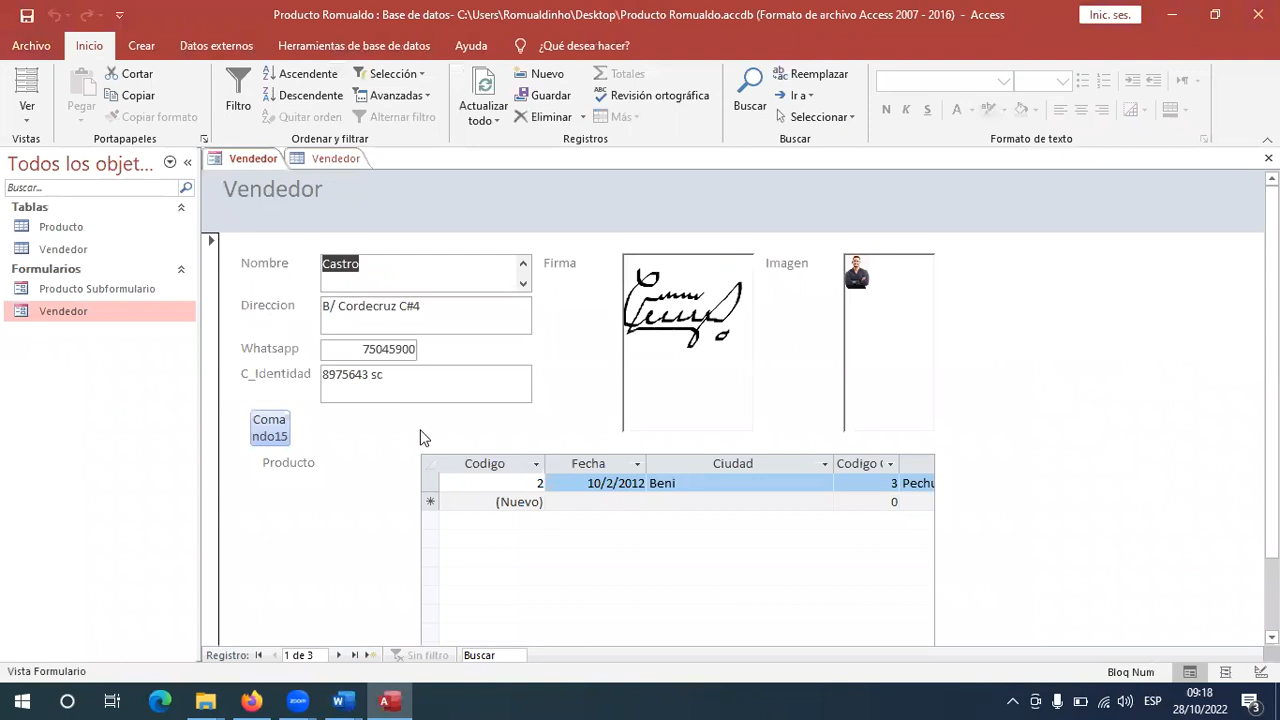 Producto Romualdo : Base de datos- C:\Users\Romualdinho\Desktop\Producto Romualdo.accdb (Formato de archivo Access 2007 - 2016) - Access
Inic. ses.
Archivo Inicio Crear Datos externos Herramientas de base de datos Ayuda ¿Qué desea hacer?
Ver
Pegar
Cortar
Copiar
Copiar formato
Filtro
Ascendente
Descendente
Quitar orden
Selección
Avanzadas
Alternar filtro
Actualizar
todo
Nuevo
Guardar
Eliminar
Totales
Revisión ortográfica
Más
Buscar
Reemplazar
Ir a
Seleccionar
N K S
Vistas Portapapeles Ordenar y filtrar Registros Buscar Formato de texto
Todos los objet...
Buscar...
Tablas
Producto
Vendedor
Formularios
Producto Subformulario
Vendedor
Vendedor Vendedor
Vendedor
Nombre Castro Firma Imagen
Direccion B/ Cordecruz C#4
Whatsapp 75045900
C_Identidad 8975643 sc
Coma
ndo15
Producto
Codigo Fecha Ciudad Codigo
2 10/2/2012 Beni 3 Pechu
(Nuevo) 0
Registro: 1 de 3 Sin filtro Buscar
Vista Formulario Bloq Num
ESP 09:18
28/10/2022
3